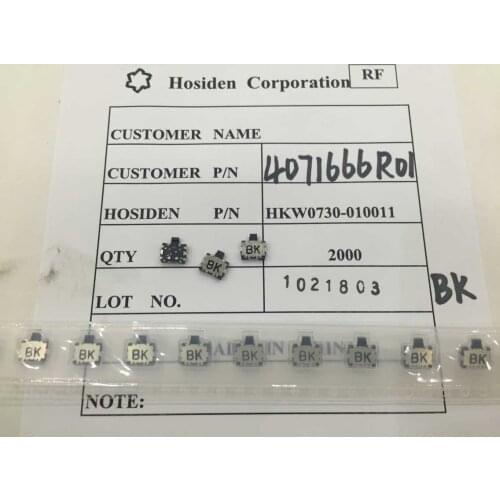 Hosiden Corporation RF
CUSTOMER NAME
CUSTOMER P/N 4071666R01
HOSIDEN P/N HKW0730-010011
QTY 2000
BK BK
LOT NO. 1021803 BK
BK BK BK BK BK BK BK BK BK
NOTE: